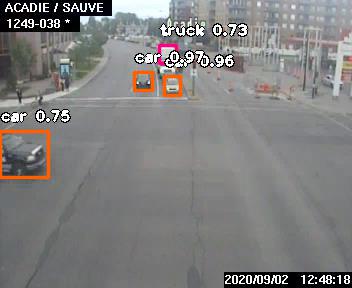 ACADIE / SAUVE
1249-038 *
truck 0.73
car 0.97
0.96
car 0.75
2020/09/02 12:48:18